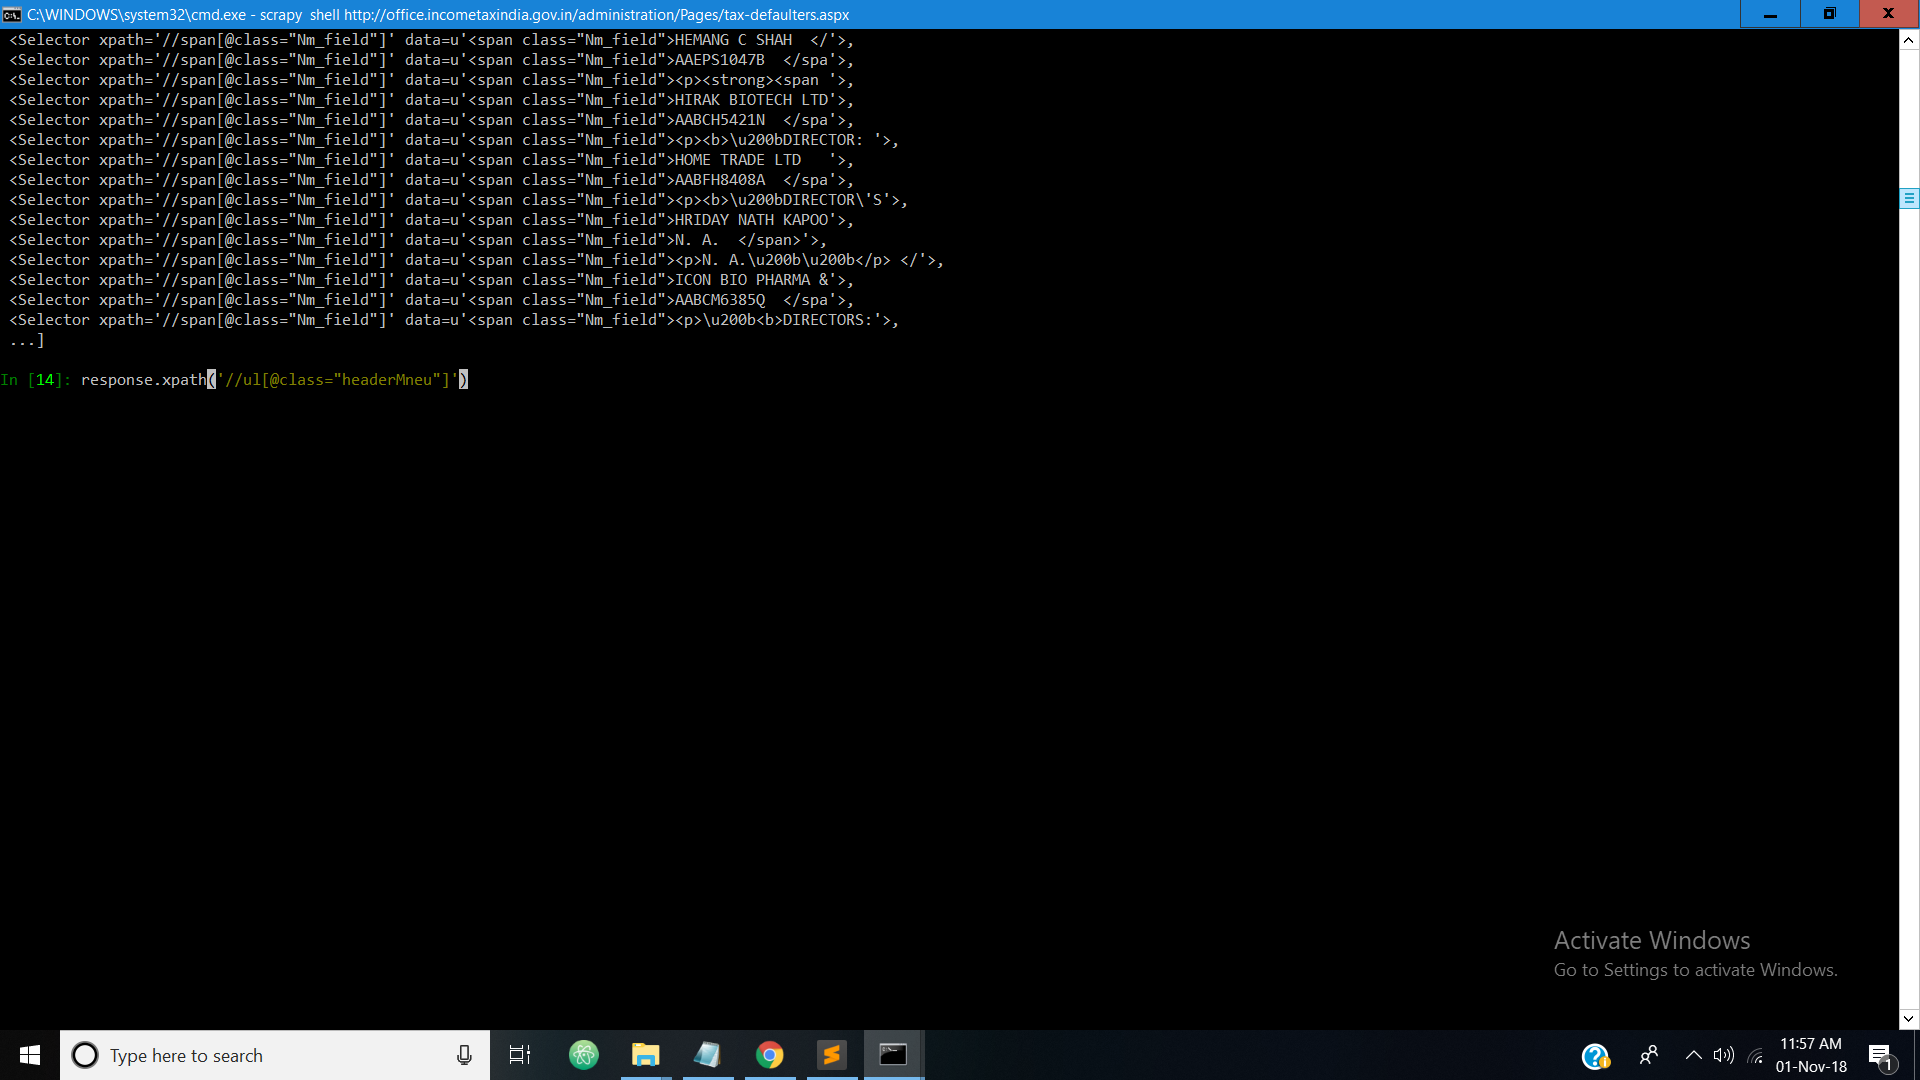 C:\WINDOWS\system32\cmd.exe - scrapy  shell http://office.incometaxindia.gov.in/administration/Pages/tax-defaulters.aspx
<Selector xpath='//span[@class="Nm_field"]' data=u'<span class="Nm_field">HEMANG C SHAH  </'>,
<Selector xpath='//span[@class="Nm_field"]' data=u'<span class="Nm_field">AAEPS1047B  </spa'>,
<Selector xpath='//span[@class="Nm_field"]' data=u'<span class="Nm_field"><p><strong><span '>,
<Selector xpath='//span[@class="Nm_field"]' data=u'<span class="Nm_field">HIRAK BIOTECH LTD'>,
<Selector xpath='//span[@class="Nm_field"]' data=u'<span class="Nm_field">AABCH5421N  </spa'>,
<Selector xpath='//span[@class="Nm_field"]' data=u'<span class="Nm_field"><p><b>\u200bDIRECTOR: '>,
<Selector xpath='//span[@class="Nm_field"]' data=u'<span class="Nm_field">HOME TRADE LTD   '>,
<Selector xpath='//span[@class="Nm_field"]' data=u'<span class="Nm_field">AABFH8408A  </spa'>,
<Selector xpath='//span[@class="Nm_field"]' data=u'<span class="Nm_field"><p><b>\u200bDIRECTOR\'S'>,
<Selector xpath='//span[@class="Nm_field"]' data=u'<span class="Nm_field">HRIDAY NATH KAPOO'>,
<Selector xpath='//span[@class="Nm_field"]' data=u'<span class="Nm_field">N. A.  </span>'>,
<Selector xpath='//span[@class="Nm_field"]' data=u'<span class="Nm_field"><p>N. A.\u200b\u200b</p> </'>,
<Selector xpath='//span[@class="Nm_field"]' data=u'<span class="Nm_field">ICON BIO PHARMA &'>,
<Selector xpath='//span[@class="Nm_field"]' data=u'<span class="Nm_field">AABCM6385Q  </spa'>,
<Selector xpath='//span[@class="Nm_field"]' data=u'<span class="Nm_field"><p>\u200b<b>DIRECTORS:'>,
...]
In [14]: response.xpath('//ul[@class="headerMneu"]')
Activate Windows
Go to Settings to activate Windows.
Type here to search
11:57 AM
01-Nov-18
1